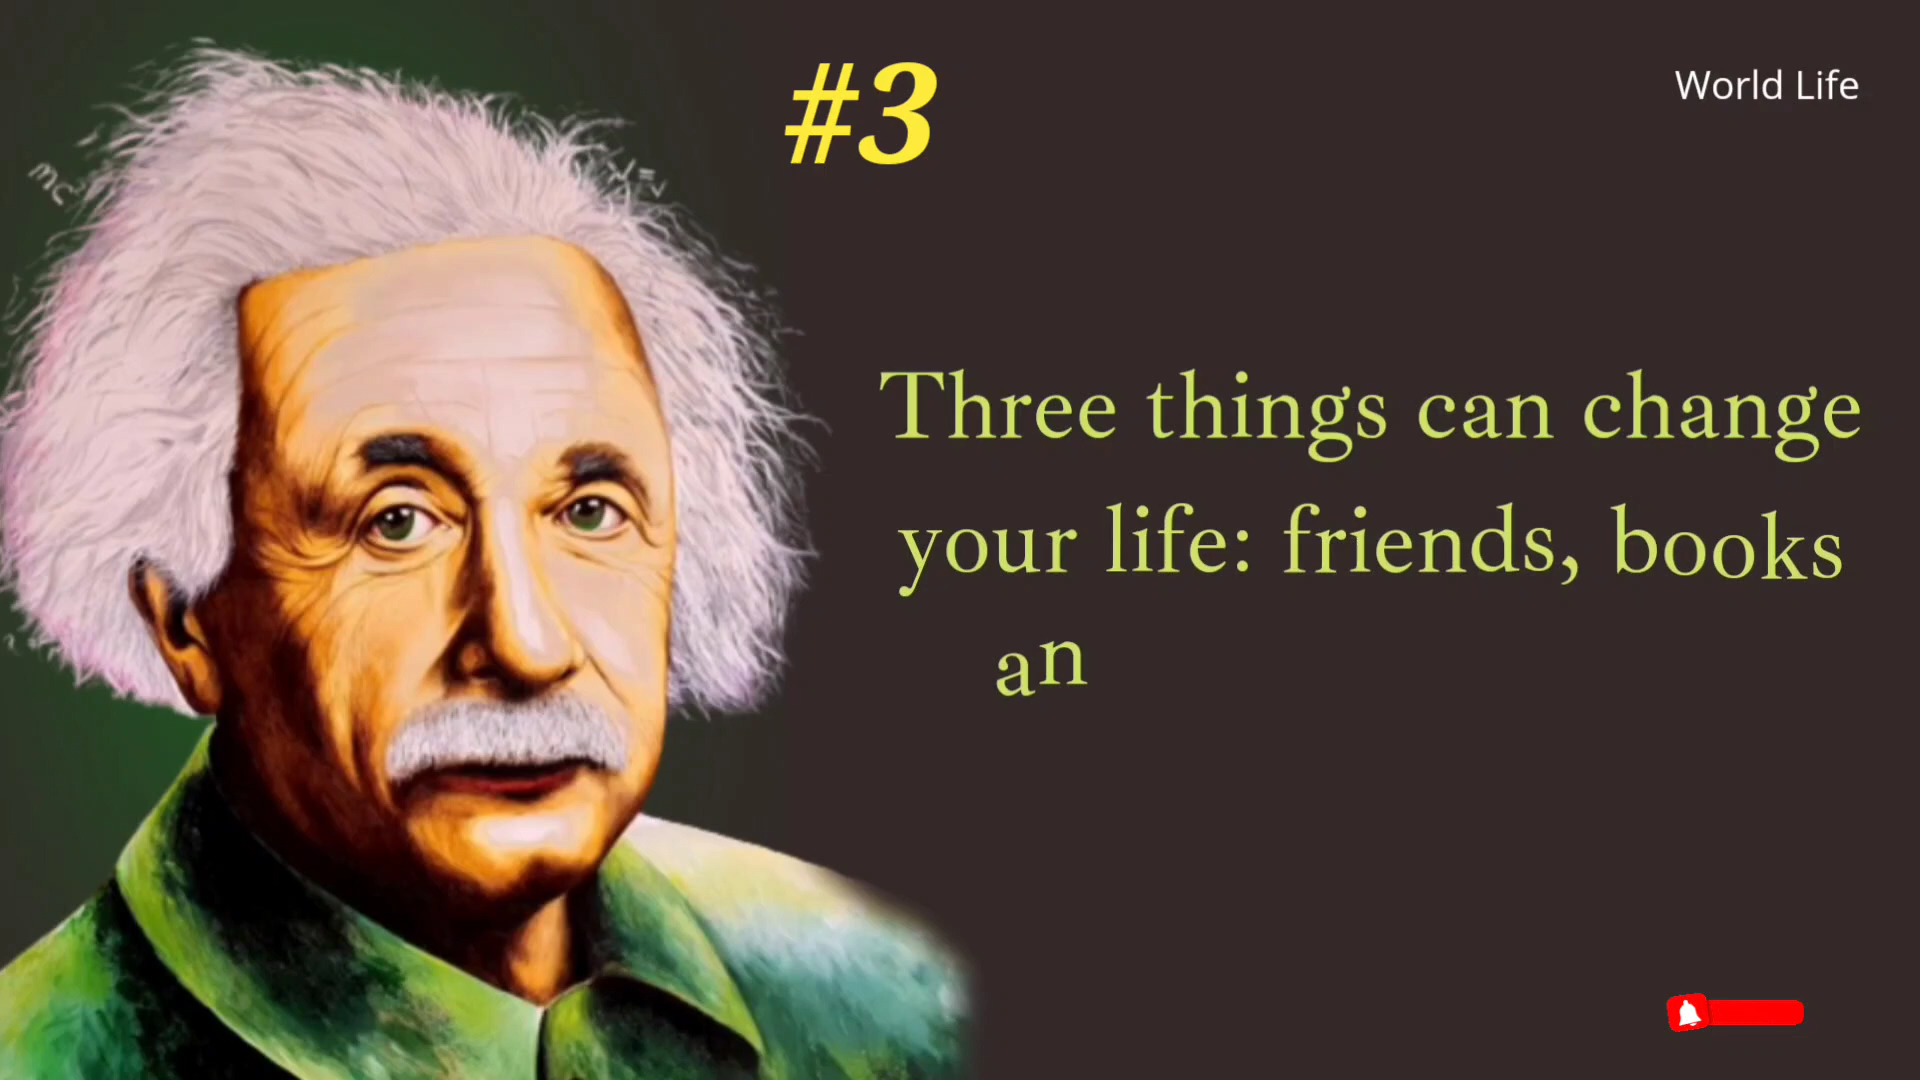 #3
World Life
Three things can change
your life: friends, books
an